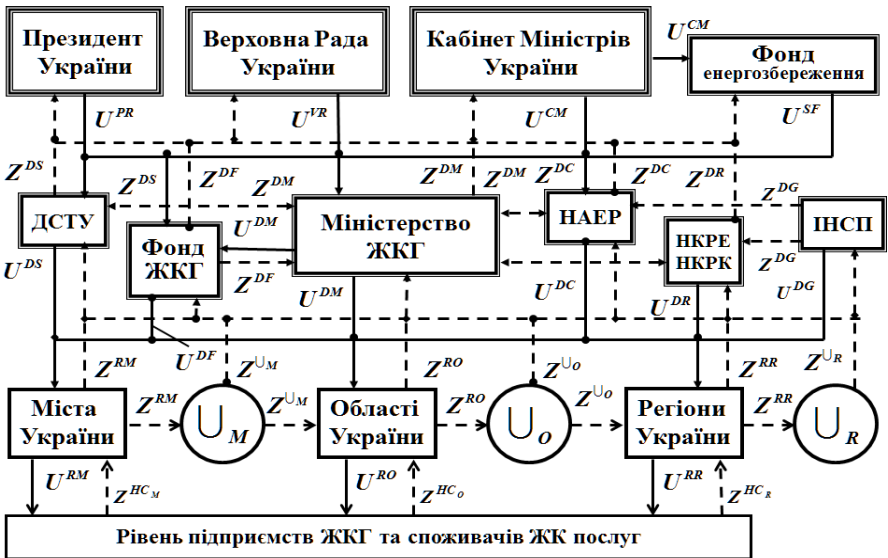 Президент
України
Верховна Рада
України
Кабінет Міністрів
України
U^CM
Фонд
енергозбереження
U^PR
U^VR
U^CM
U^SF
Z^DS
Z^DS
Z^DF
Z^DM
Z^DM
Z^DM
Z^DC
Z^DC
Z^DR
Z^DG
ДСТУ
U^DM
Міністерство
ЖКГ
НАЕР
ІНСП
Фонд
ЖКГ
НКРЕ
НКРК
U^DS
Z^DF
U^DM
U^DC
U^DR
Z^DG
U^DG
U^DF
Z^RM
Z^∪M
Z^RO
Z^∪O
Z^RR
Z^∪R
Міста
України
Z^RM
∪M
Z^∪M
Області
України
Z^RO
∪O
Z^∪O
Регіони
України
Z^RR
∪R
U^RM
Z^HCM
U^RO
Z^HCO
U^RR
Z^HCR
Рівень підприємств ЖКГ та споживачів ЖК послуг